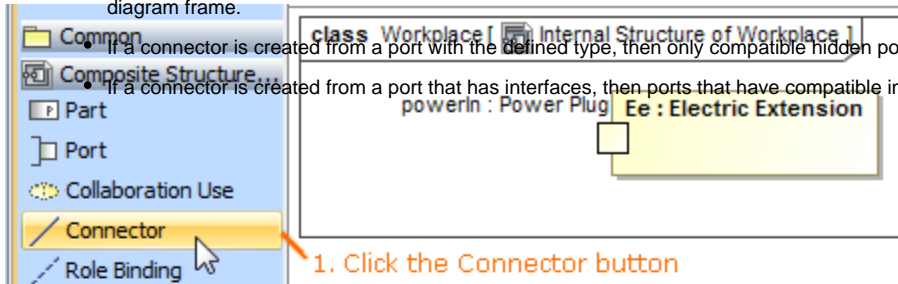 diagram frame.
Common
class Workplace [ Internal Structure of Workplace ]
If a connector is created from a port with the defined type, then only compatible hidden po
Composite Structure...
If a connector is created from a port that has interfaces, then ports that have compatible in
Part
powerIn : Power Plug
Ee : Electric Extension
Port
Collaboration Use
Connector
1. Click the Connector button
Role Binding